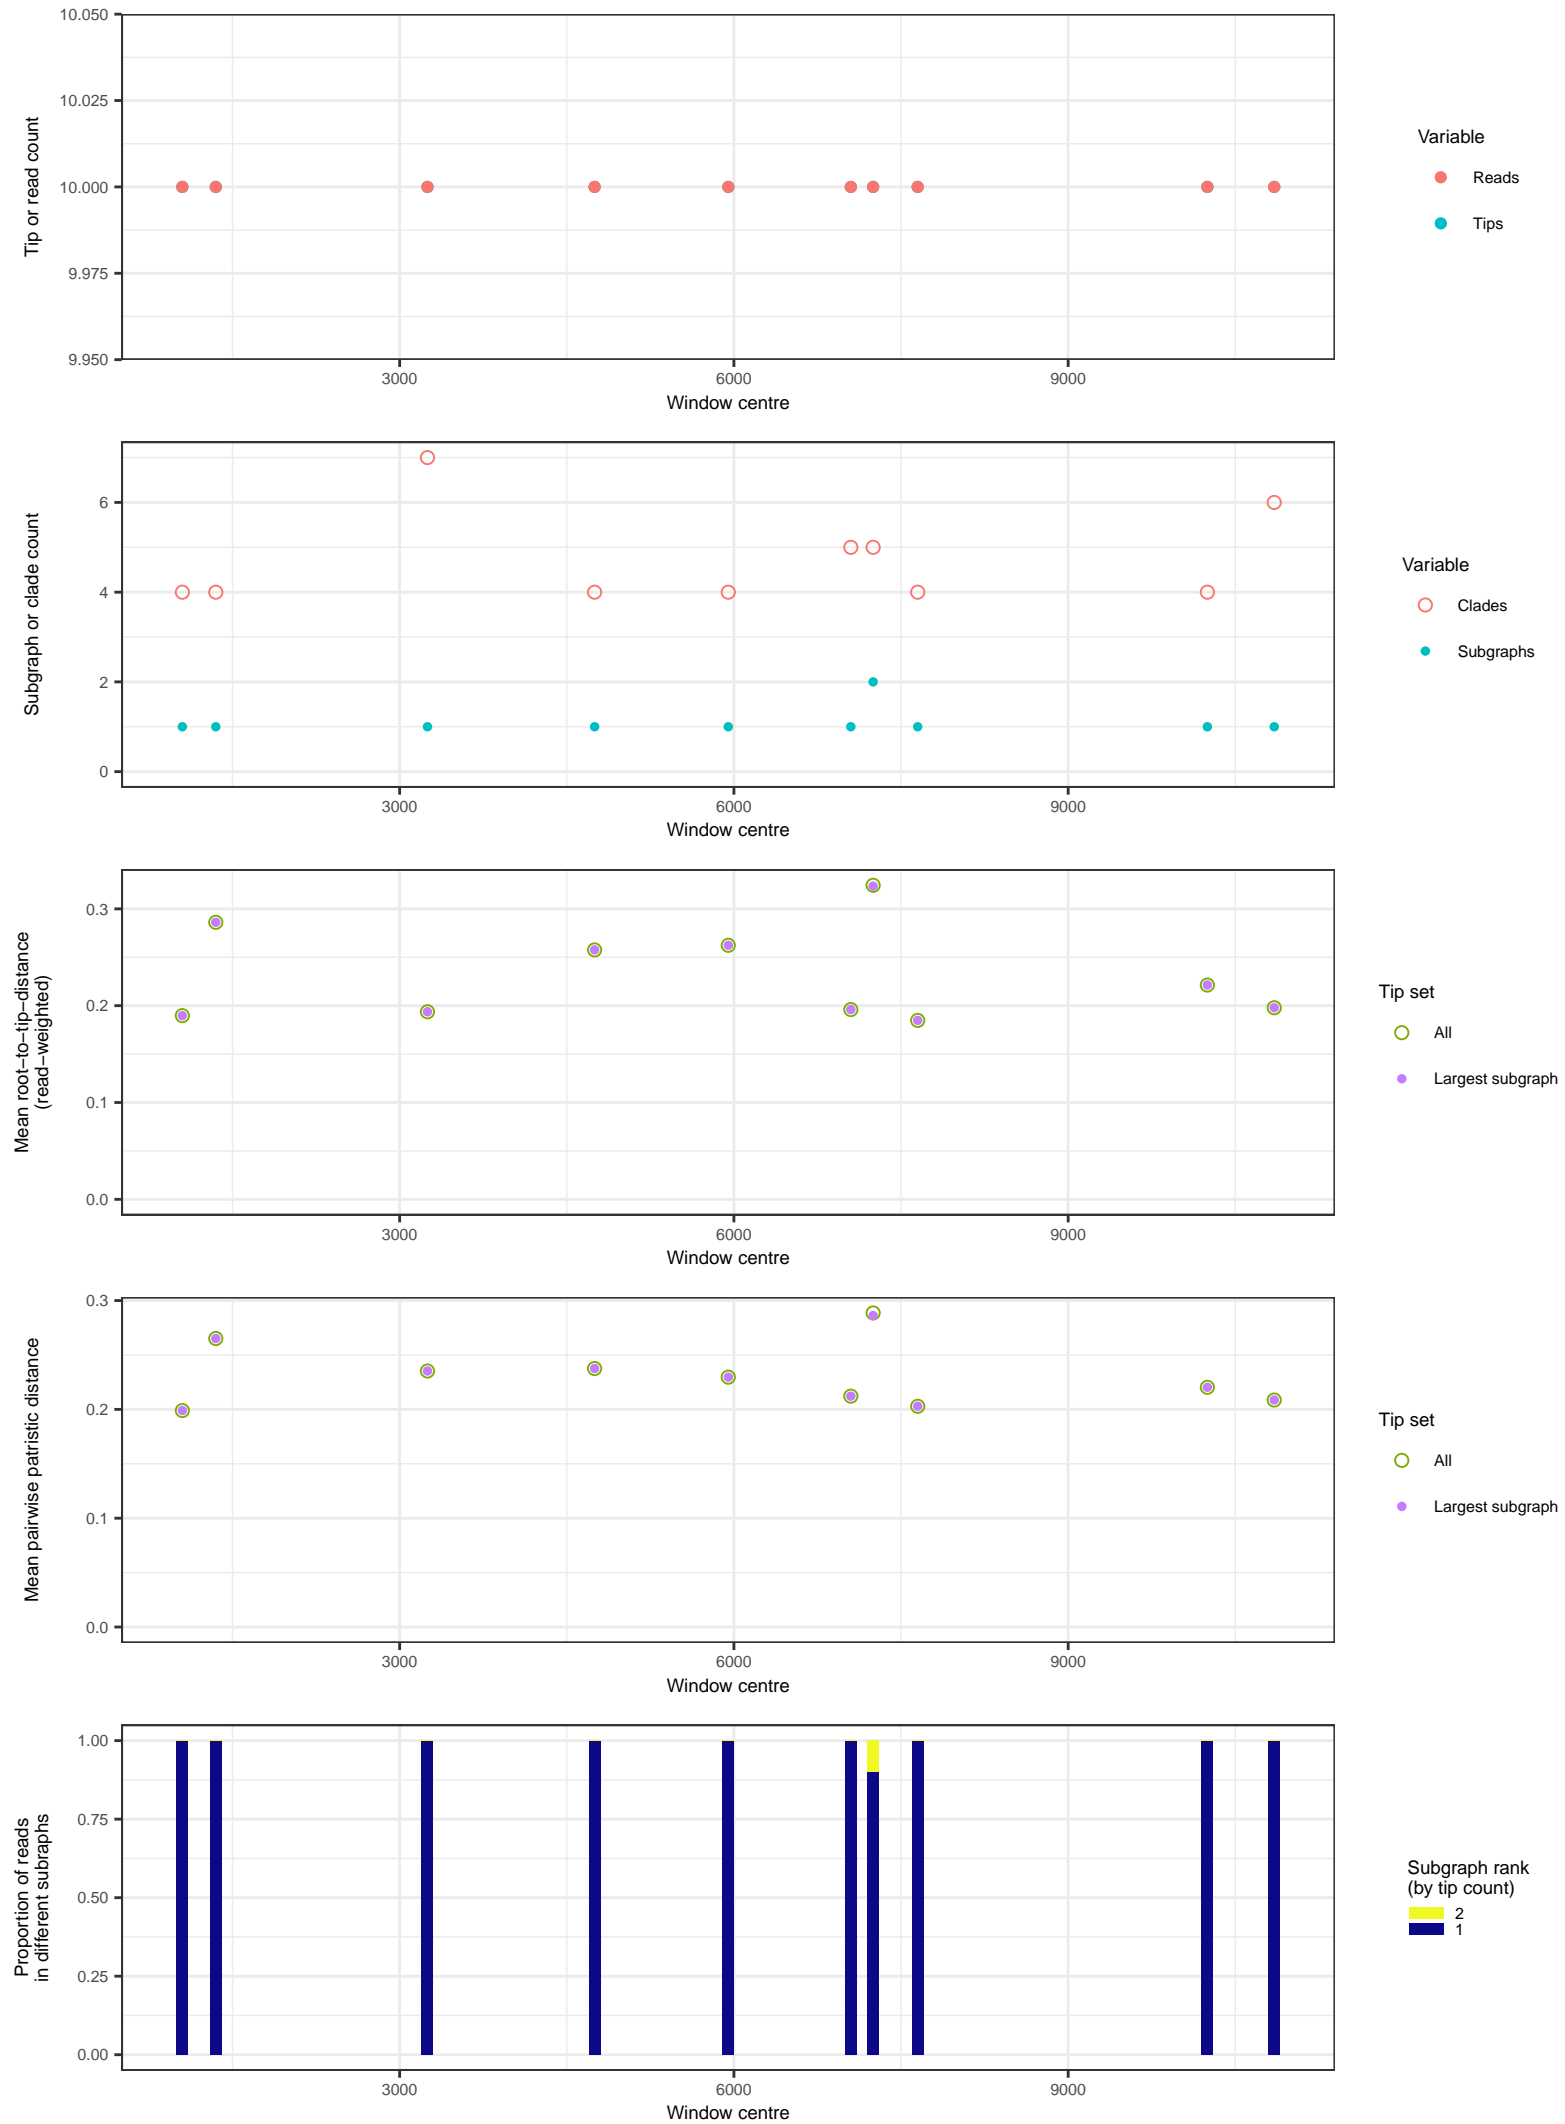 10.050
10.025
10.000
9.975
9.950
Tip or read count
3000 6000 9000
Window centre
Variable
Reads
Tips
6
4
2
0
Subgraph or clade count
3000 6000 9000
Window centre
Variable
Clades
Subgraphs
0.3
0.2
0.1
0.0
Mean root−to−tip−distance
(read−weighted)
3000 6000 9000
Window centre
Tip set
All
Largest subgraph
0.3
0.2
0.1
0.0
Mean pairwise patristic distance
3000 6000 9000
Window centre
Tip set
All
Largest subgraph
1.00
0.75
0.50
0.25
0.00
Proportion of reads
in different subraphs
3000 6000 9000
Window centre
Subgraph rank
(by tip count)
2
1